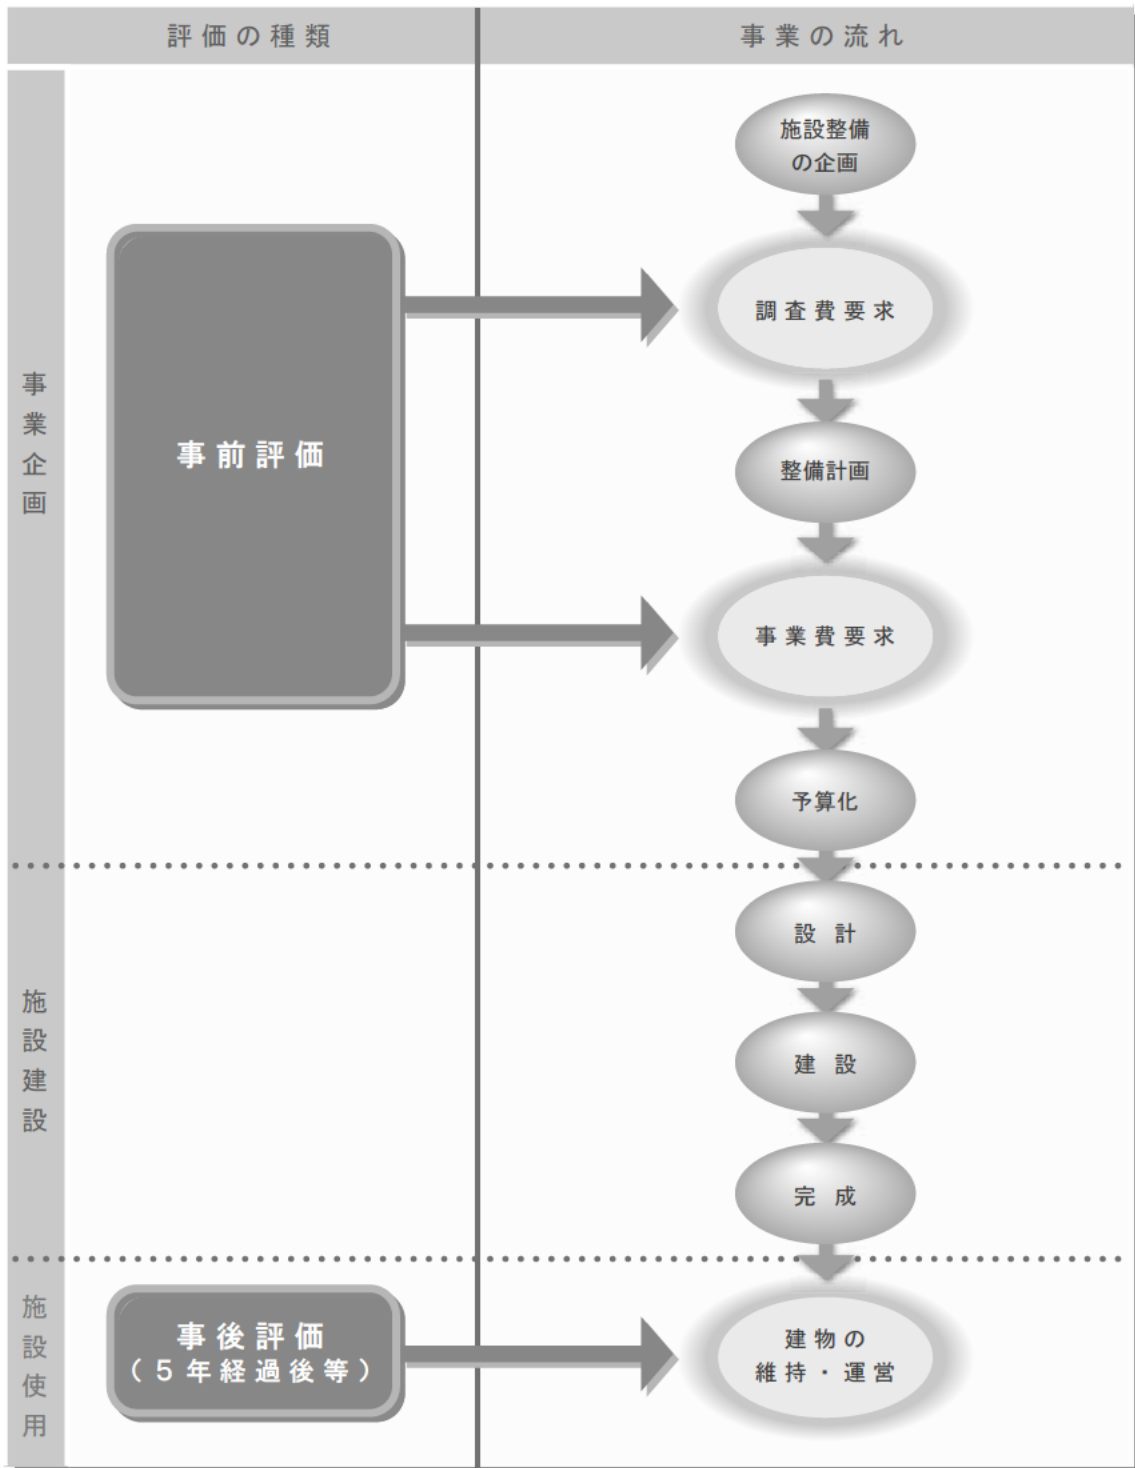 評価の種類
事業の流れ
事業企画
施設整備
の企画
調査費要求
事前評価
整備計画
事業費要求
予算化
施設建設
設計
建設
完成
施設使用
事後評価
（５年経過後等）
建物の
維持・運営